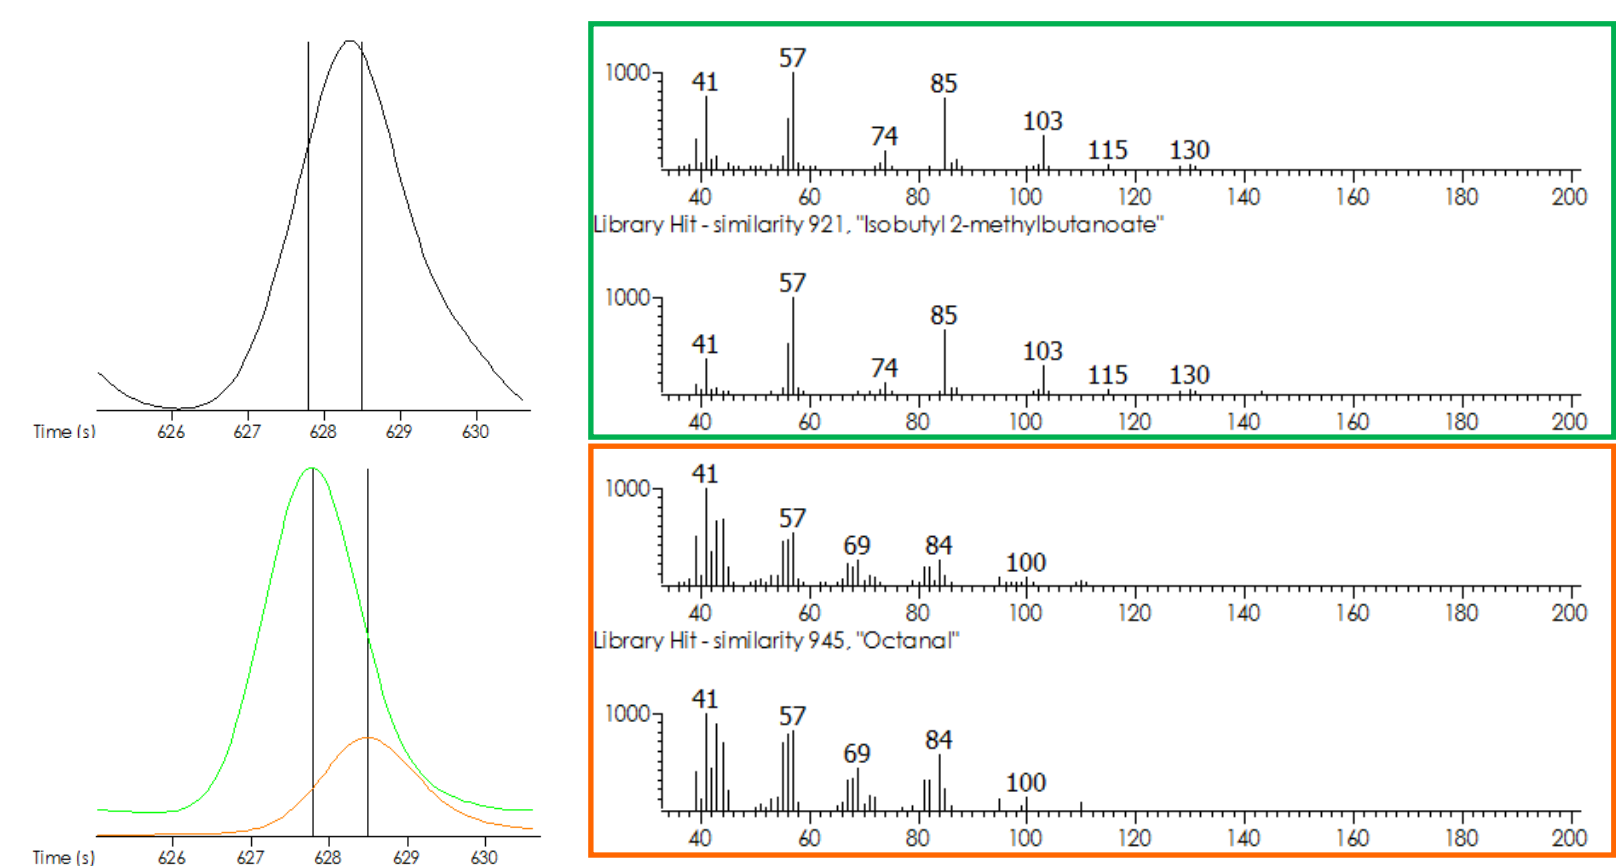 626 627 628 629 630
Time (s)
626 627 628 629 630
Time (s)
57
1000 41 85
103
74 115 130
40 60 80 100 120 140 160 180 200
Library Hit - similarity 921, "Isobutyl 2-methylbutanoate"
57
1000 85
41 103
74 115 130
40 60 80 100 120 140 160 180 200
41
1000
57
69 84
100
40 60 80 100 120 140 160 180 200
Library Hit - similarity 945, "Octanal"
41
1000 57
84
69
100
40 60 80 100 120 140 160 180 200